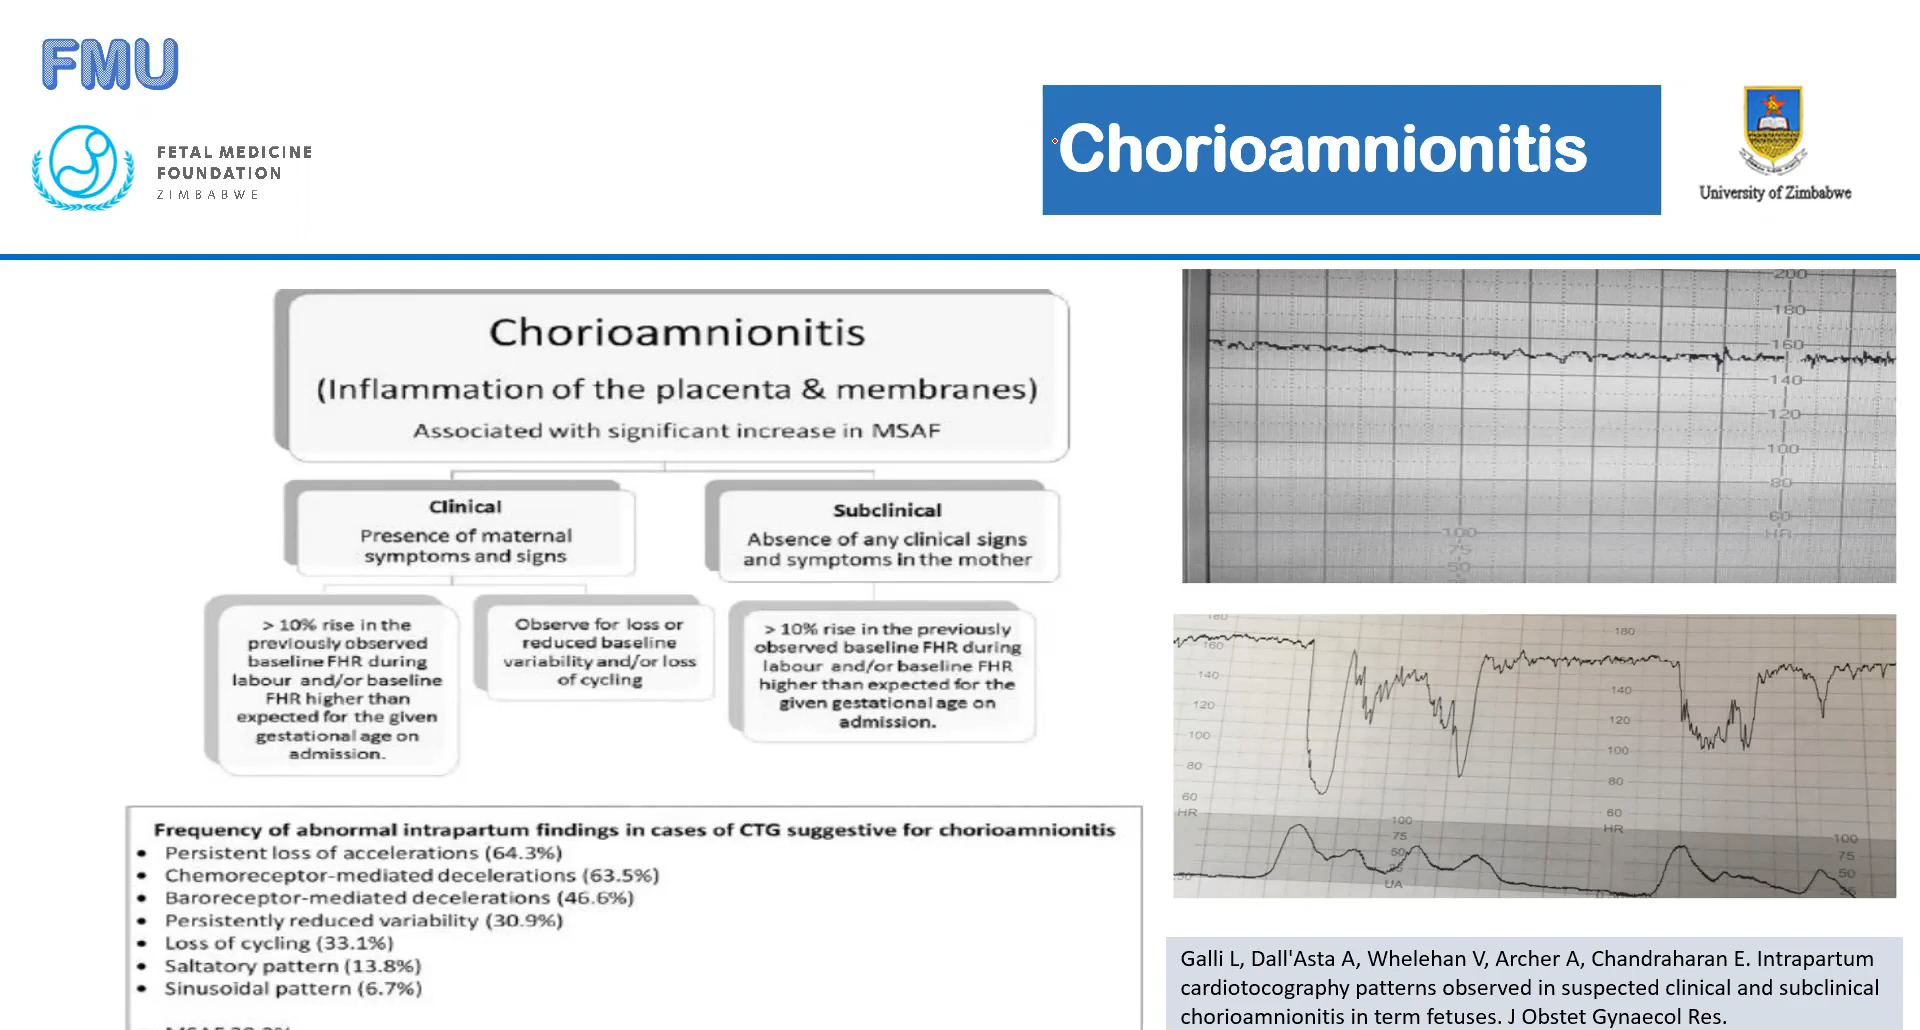 FMU
FETAL MEDICINE
FOUNDATION
ZIMBABWE
Chorioamnionitis
University of Zimbabwe
Chorioamnionitis
(Inflammation of the placenta & membranes)
Associated with significant increase in MSAF
Clinical
Presence of maternal
symptoms and signs
Subclinical
Absence of any clinical signs
and symptoms in the mother
> 10% rise in the
previously observed
baseline FHR during
labour and/or baseline
FHR higher than
expected for the given
gestational age on
admission.
Observe for loss or
reduced baseline
variability and/or loss
of cycling
> 10% rise in the previously
observed baseline FHR during
labour and/or baseline FHR
higher than expected for the
given gestational age on
admission.
Frequency of abnormal intrapartum findings in cases of CTG suggestive for chorioamnionitis
• Persistent loss of accelerations (64.3%)
• Chemoreceptor-mediated decelerations (63.5%)
• Baroreceptor-mediated decelerations (46.6%)
• Persistently reduced variability (30.9%)
• Loss of cycling (33.1%)
• Saltatory pattern (13.8%)
• Sinusoidal pattern (6.7%)
200
180
160
140
120
100
80
60
HR
100
75
50
180
160
140
120
100
80
60
HR
180
140
120
100
80
60
HR
100
75
50
25
UA
100
75
50
25
Galli L, Dall'Asta A, Whelehan V, Archer A, Chandraharan E. Intrapartum
cardiotocography patterns observed in suspected clinical and subclinical
chorioamnionitis in term fetuses. J Obstet Gynaecol Res.